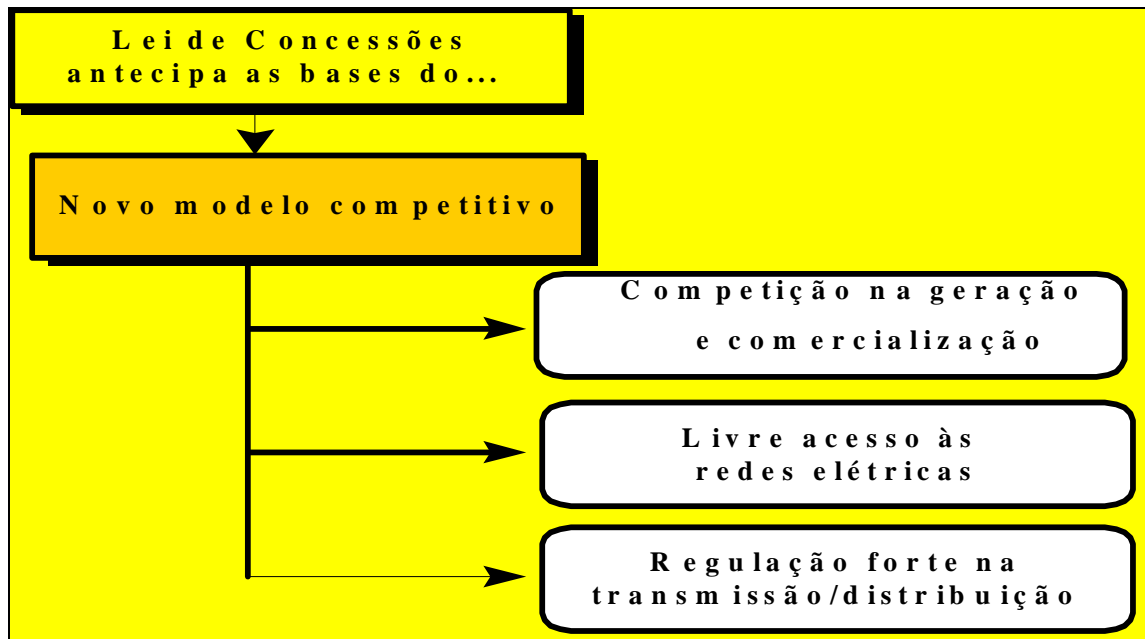 Lei de Concessões
antecipa as bases do...
Novo modelo competitivo
Competição na geração
e comercialização
Livre acesso às
redes elétricas
Regulação forte na
transmissão/distribuição